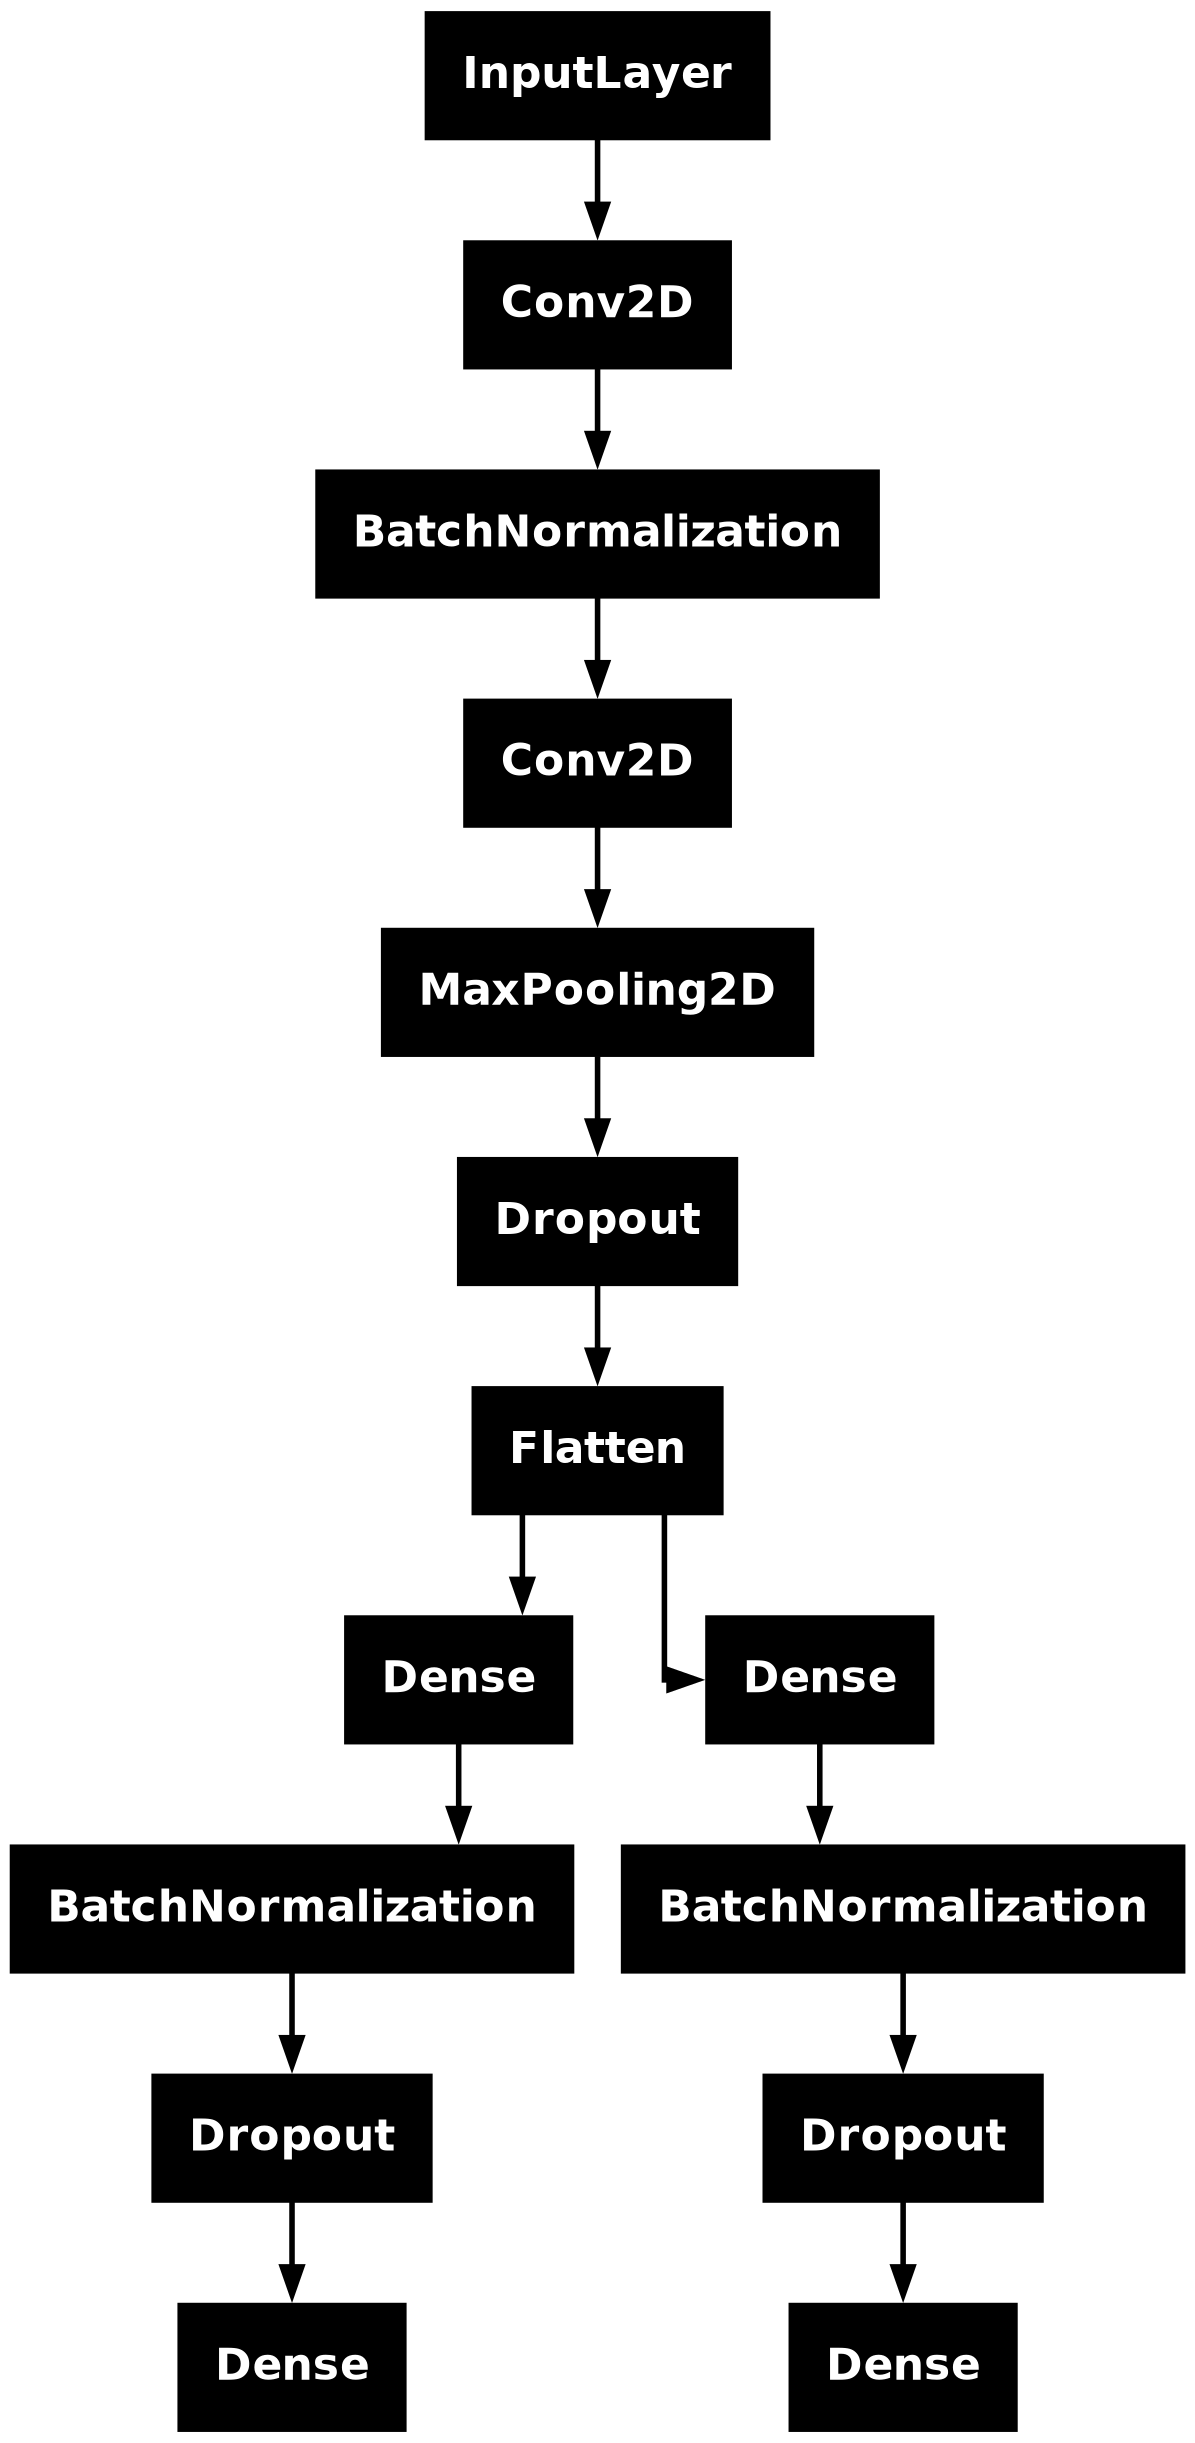 InputLayer
Conv2D
BatchNormalization
Conv2D
MaxPooling2D
Dropout
Flatten
Dense
Dense
BatchNormalization
BatchNormalization
Dropout
Dropout
Dense
Dense